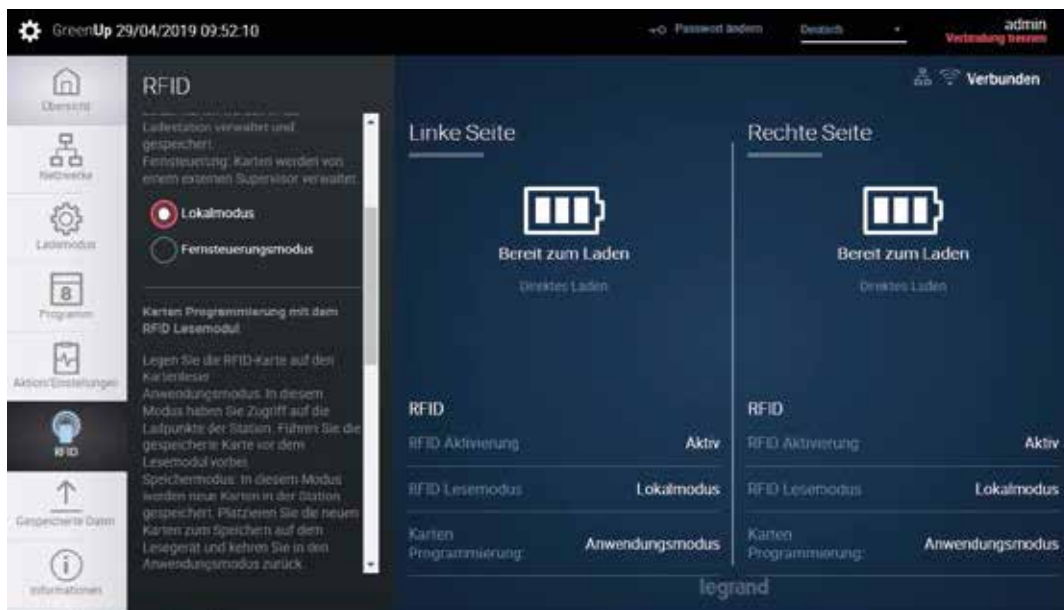 GreenUp 29/04/2019 09:52:10
Passwort ändern
Deutsch
admin
Verbindung trennen
Übersicht
Netzwerke
Lademodus
8
Programm
Aktion/Einstellungen
RFID
Gespeicherte Daten
Informationen
RFID
Ladestation verwaltet und
gespeichert.
Fernsteuerung: Karten werden von
einem externen Supervisor verwaltet.
Lokalmodus
Fernsteuerungsmodus
Karten Programmierung mit dem
RFID Lesemodul
Legen Sie die RFID-Karte auf den
Kartenleser
Anwendungsmodus: In diesem
Modus haben Sie Zugriff auf die
Ladpunkte der Station. Führen Sie die
gespeicherte Karte vor dem
Lesemodul vorbei.
Speichermodus: In diesem Modus
werden neue Karten in der Station
gespeichert. Platzieren Sie die neuen
Karten zum Speichern auf dem
Lesegerät und kehren Sie in den
Anwendungsmodus zurück.
Verbunden
Linke Seite
Bereit zum Laden
Direktes Laden
RFID
RFID Aktivierung Aktiv
RFID Lesemodus Lokalmodus
Karten
Programmierung: Anwendungsmodus
Rechte Seite
Bereit zum Laden
Direktes Laden
RFID
RFID Aktivierung Aktiv
RFID Lesemodus Lokalmodus
Karten
Programmierung: Anwendungsmodus
legrand